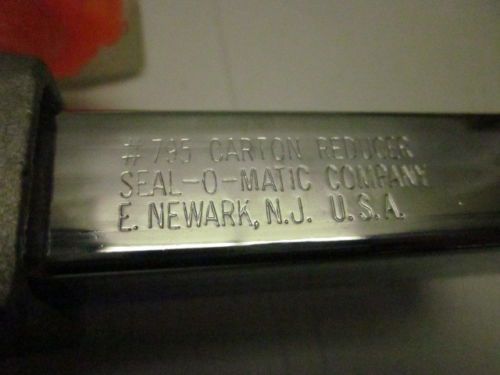 # 795 CARTON REDUCER
SEAL-O-MATIC COMPANY
E. NEWARK, N.J. U.S.A.